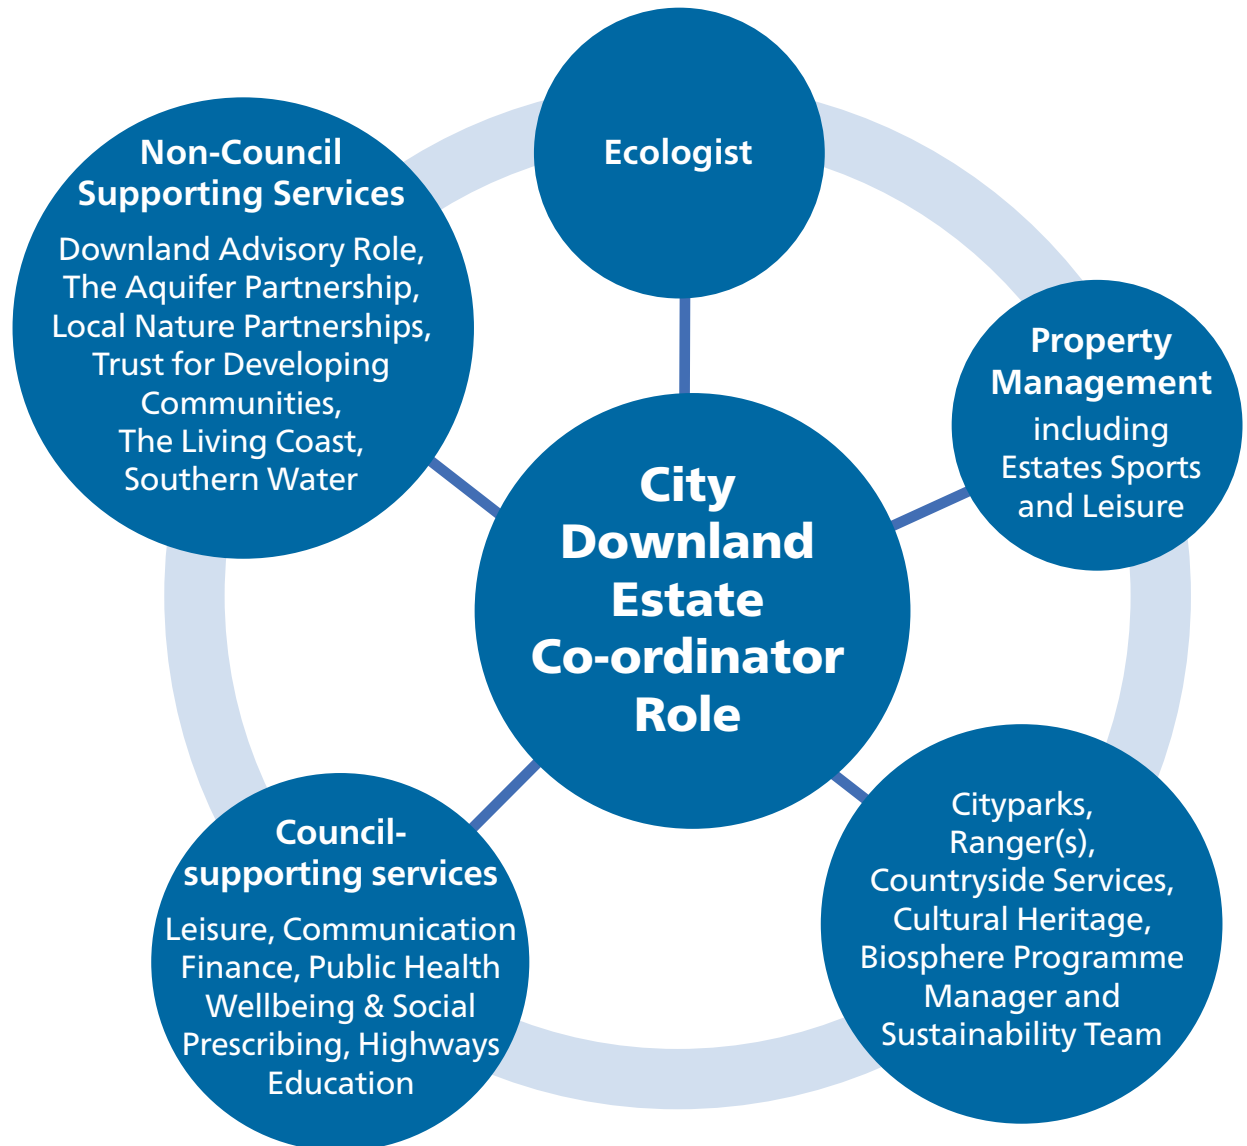 Ecologist
Non-Council
Supporting Services
Downland Advisory Role,
The Aquifer Partnership,
Local Nature Partnerships,
Trust for Developing
Communities,
The Living Coast,
Southern Water
Property
Management
including
Estates Sports
and Leisure
City
Downland
Estate
Co-ordinator
Role
Council-
supporting services
Leisure, Communication
Finance, Public Health
Wellbeing & Social
Prescribing, Highways
Education
Cityparks,
Ranger(s),
Countryside Services,
Cultural Heritage,
Biosphere Programme
Manager and
Sustainability Team